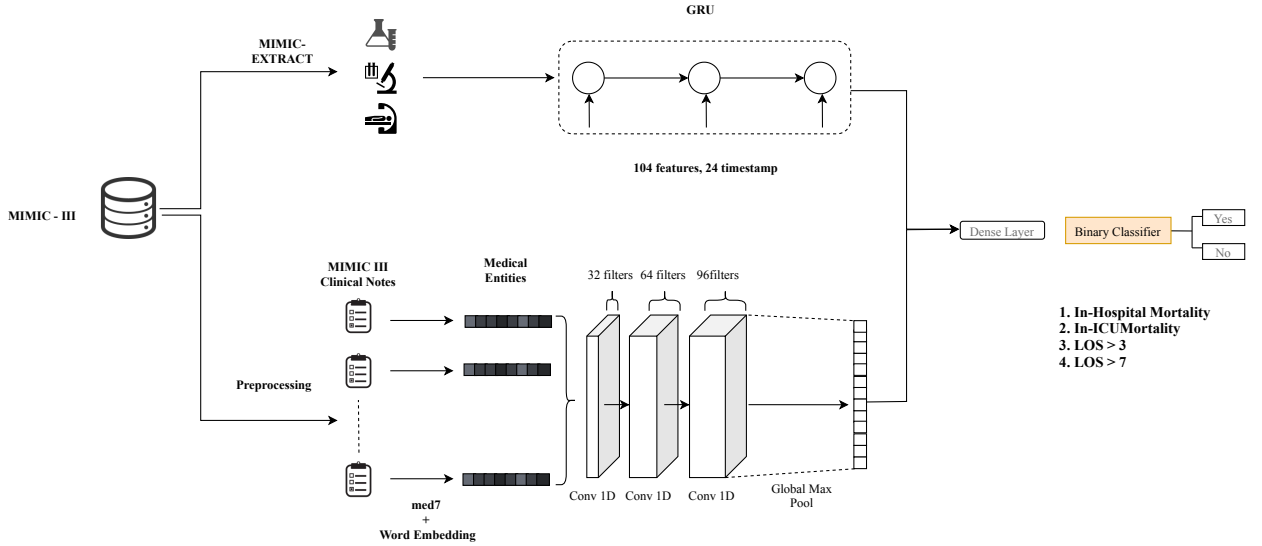 GRU
MIMIC-
EXTRACT
104 features, 24 timestamp
MIMIC - III
Dense Layer
Binary Classifier
Yes
No
MIMIC III
Clinical Notes
Medical
Entities
32 filters
64 filters
96filters
Preprocessing
1. In-Hospital Mortality
2. In-ICUMortality
3. LOS > 3
4. LOS > 7
Conv 1D
Conv 1D
Conv 1D
Global Max
Pool
med7
+
Word Embedding